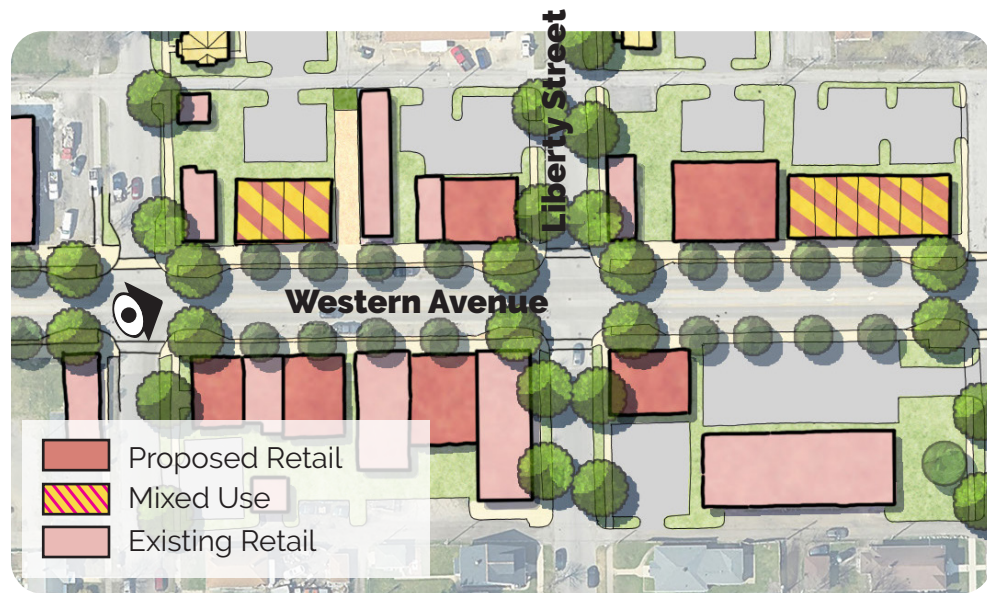 Liberty Street
Western Avenue
Proposed Retail
Mixed Use
Existing Retail